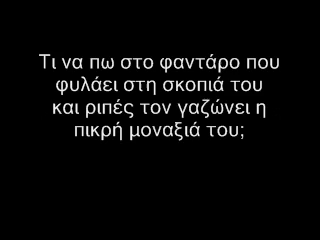 Τι να πω στο φαντάρο που
φυλάει στη σκοπιά του
και ριπές τον γαζώνει η
πικρή μοναξιά του;